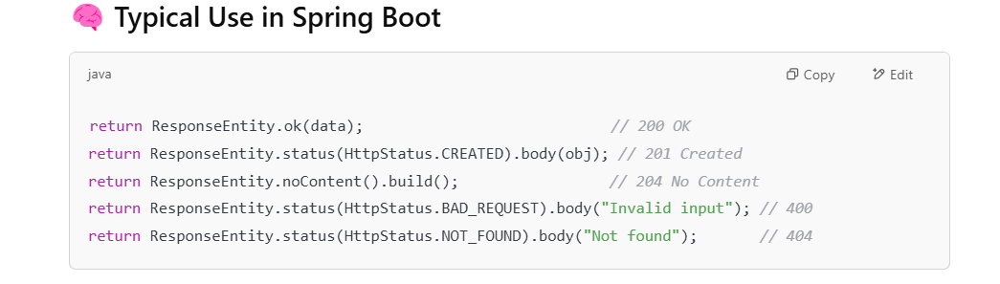 🧠 Typical Use in Spring Boot
java Copy Edit
return ResponseEntity.ok(data); // 200 OK
return ResponseEntity.status(HttpStatus.CREATED).body(obj); // 201 Created
return ResponseEntity.noContent().build(); // 204 No Content
return ResponseEntity.status(HttpStatus.BAD_REQUEST).body("Invalid input"); // 400
return ResponseEntity.status(HttpStatus.NOT_FOUND).body("Not found"); // 404